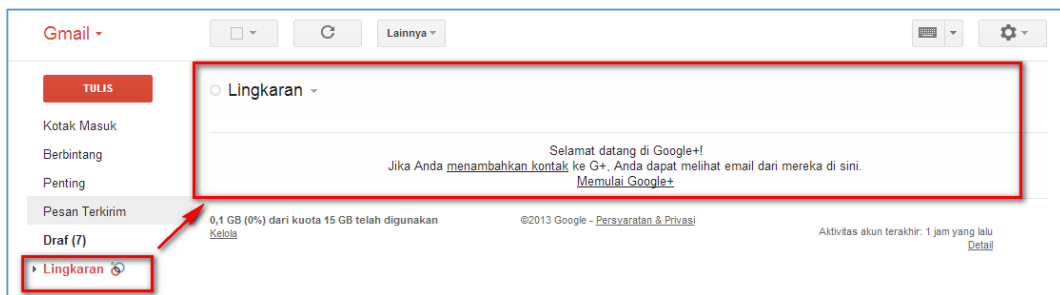 Gmail
Lainnya
TULIS
Lingkaran
Kotak Masuk
Berbintang
Penting
Pesan Terkirim
Draf (7)
Lingkaran
Selamat datang di Google+!
Jika Anda menambahkan kontak ke G+, Anda dapat melihat email dari mereka di sini.
Memulai Google+
0,1 GB (0%) dari kuota 15 GB telah digunakan
Kelola
©2013 Google - Persyaratan & Privasi
Aktivitas akun terakhir: 1 jam yang lalu
Detail